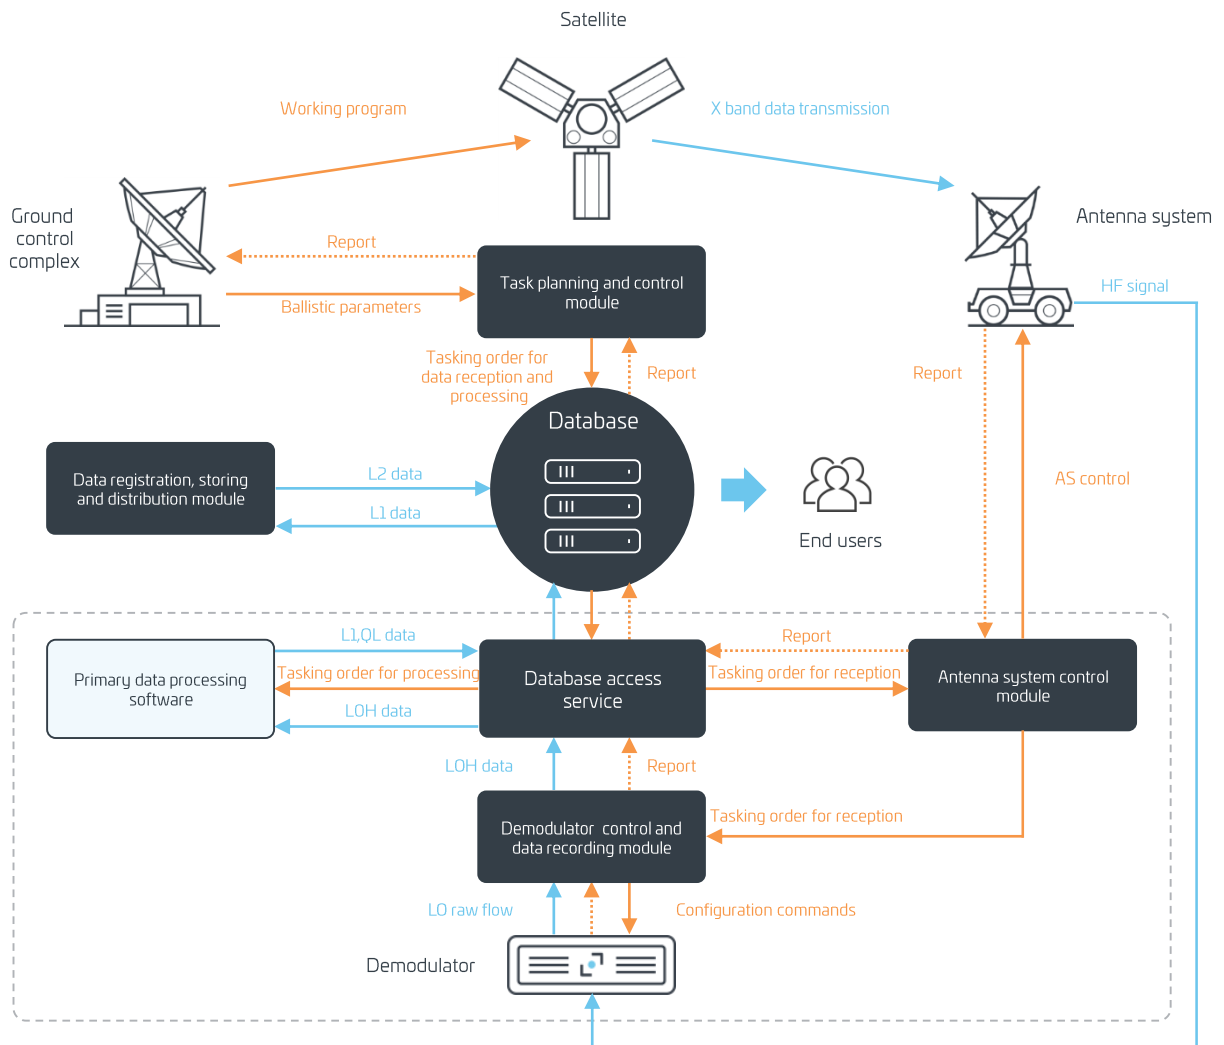 Satellite
Working program
X band data transmission
Ground
control
complex
Antenna system
Report
Task planning and control
module
Ballistic parameters
HF signal
Tasking order for
data reception and
processing
Report
Report
Database
Data registration, storing
and distribution module
L2 data
L1 data
AS control
End users
L1,QL data
Report
Primary data processing
software
Tasking order for processing
Database access
service
Tasking order for reception
Antenna system control
module
L0H data
L0H data
Report
Demodulator control and
data recording module
Tasking order for reception
L0 raw flow
Configuration commands
Demodulator